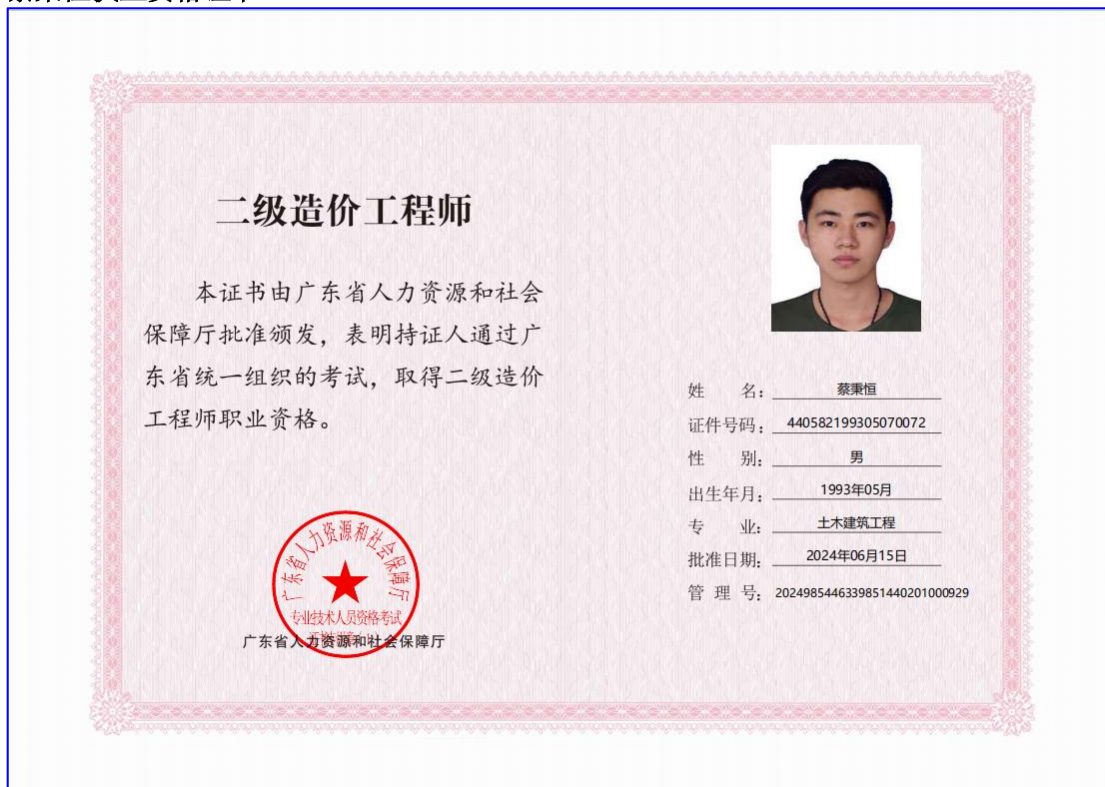 二级造价工程师
本证书由广东省人力资源和社会
保障厅批准颁发，表明持证人通过广
东省统一组织的考试，取得二级造价
工程师职业资格。
广东省人力资源和社会保障厅
专业技术人员资格考试
广东省人力资源和社会保障厅
姓 名： 蔡秉恒
证件号码： 440582199305070072
性 别： 男
出生年月： 1993年05月
专 业： 土木建筑工程
批准日期： 2024年06月15日
管 理 号： 2024985446339851440201000929